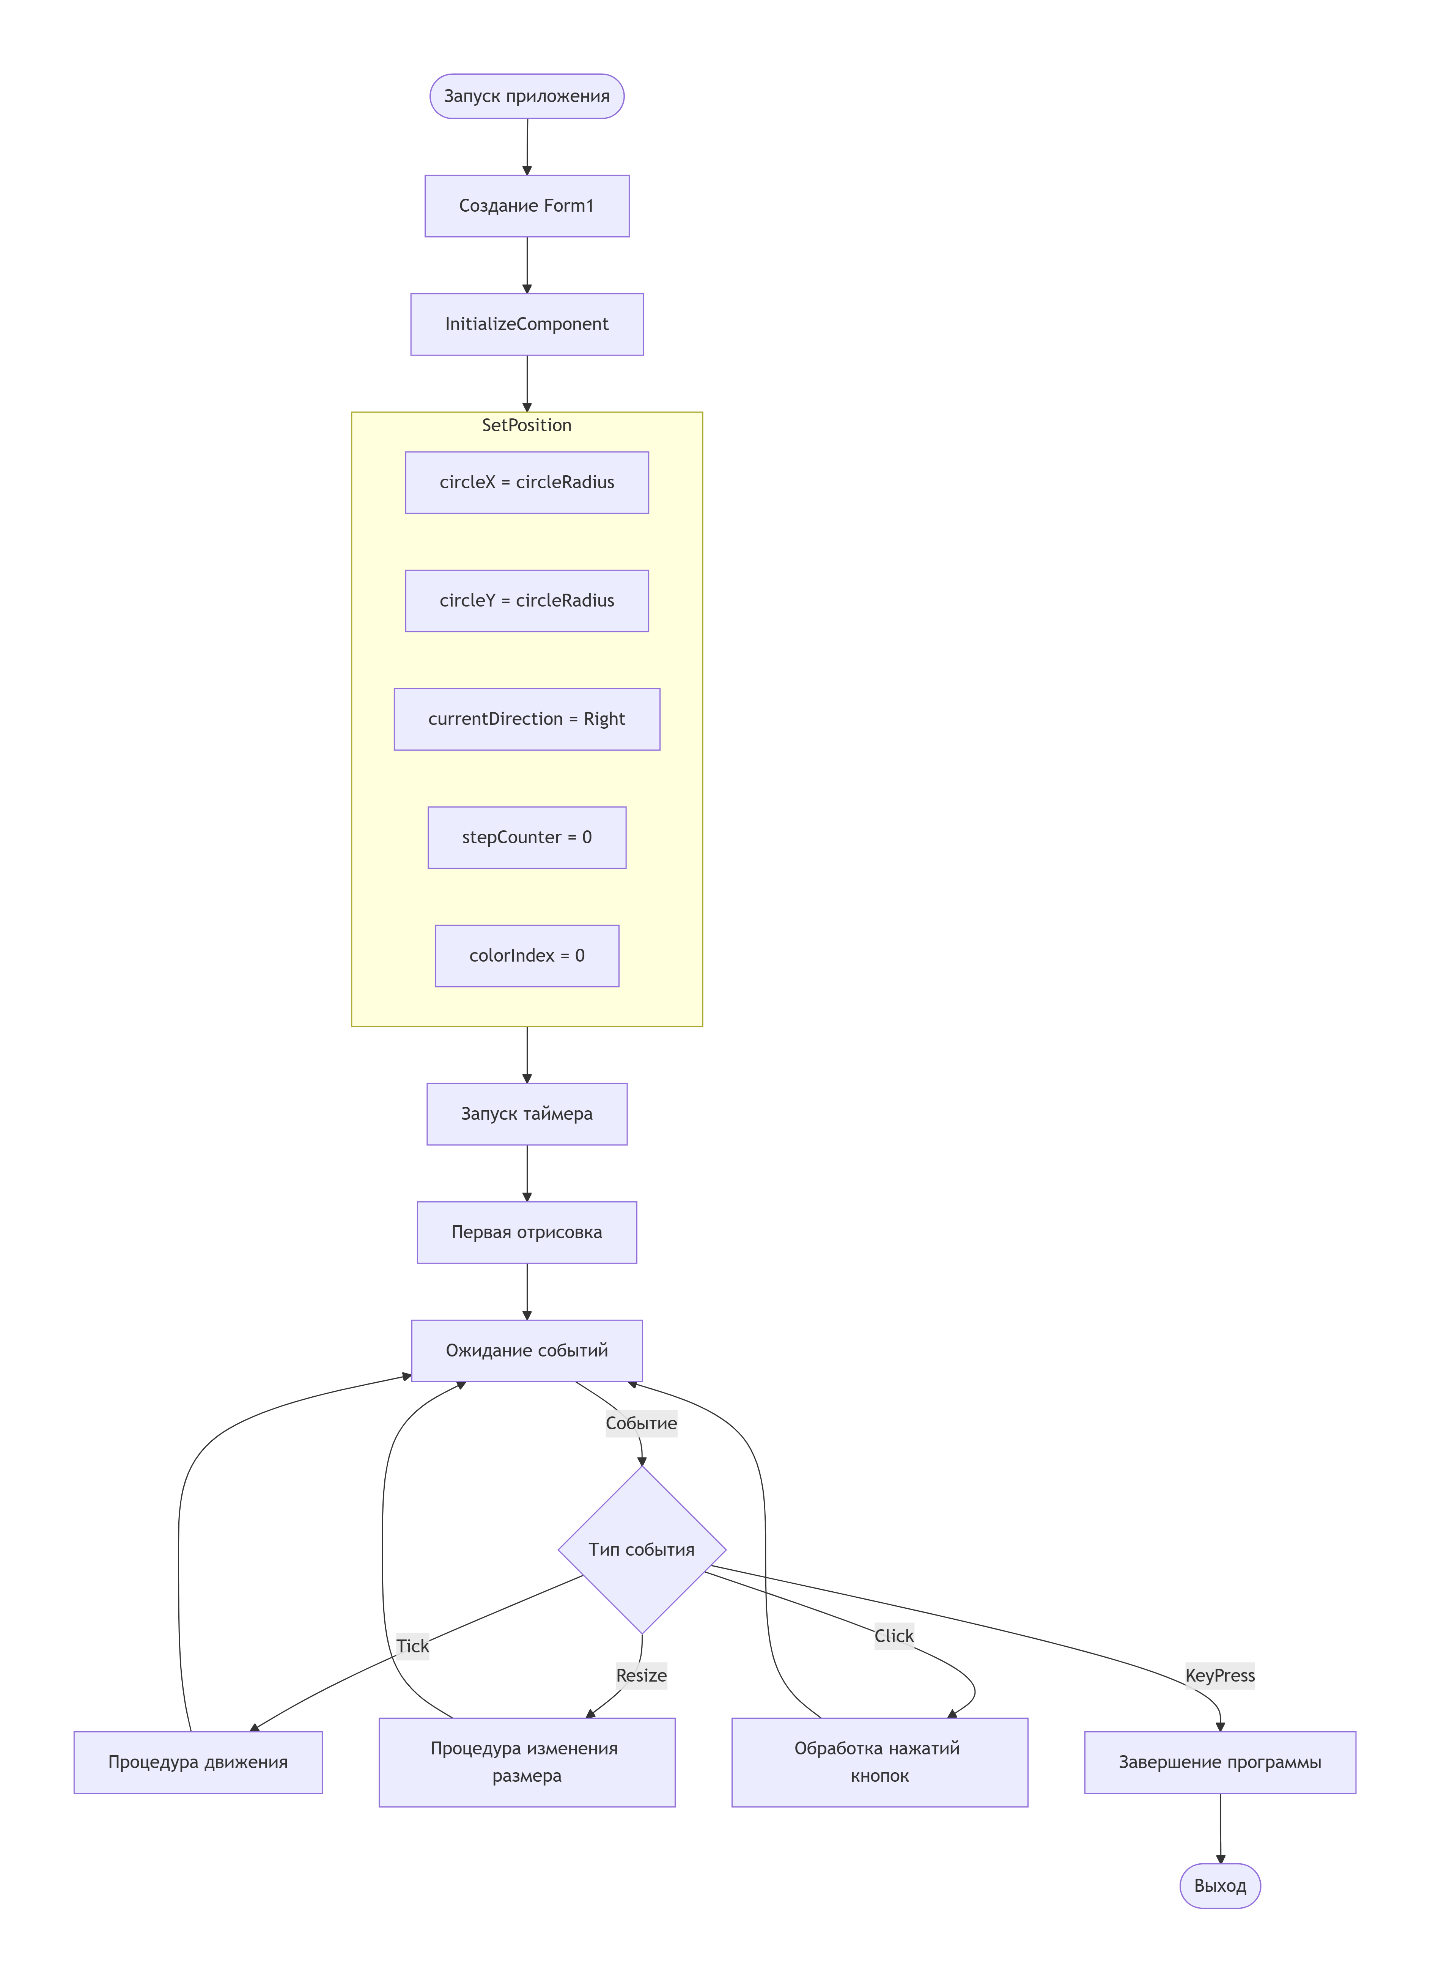 Запуск приложения
Создание Form1
InitializeComponent
SetPosition
circleX = circleRadius
circleY = circleRadius
currentDirection = Right
stepCounter = 0
colorIndex = 0
Запуск таймера
Первая отрисовка
Ожидание событий
Событие
Тип события
Tick
Resize
Click
KeyPress
Процедура движения
Процедура изменения
размера
Обработка нажатий
кнопок
Завершение программы
Выход